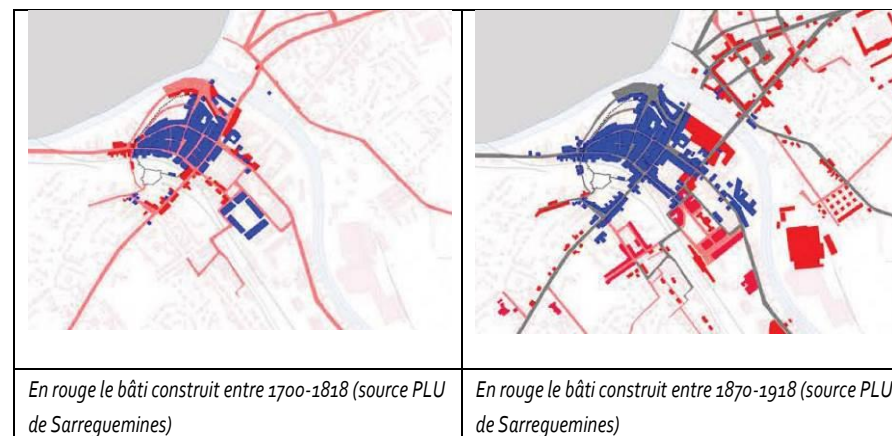 En rouge le bâti construit entre 1700-1818 (source PLU
de Sarreguemines)
En rouge le bâti construit entre 1870-1918 (source PLU
de Sarreguemines)